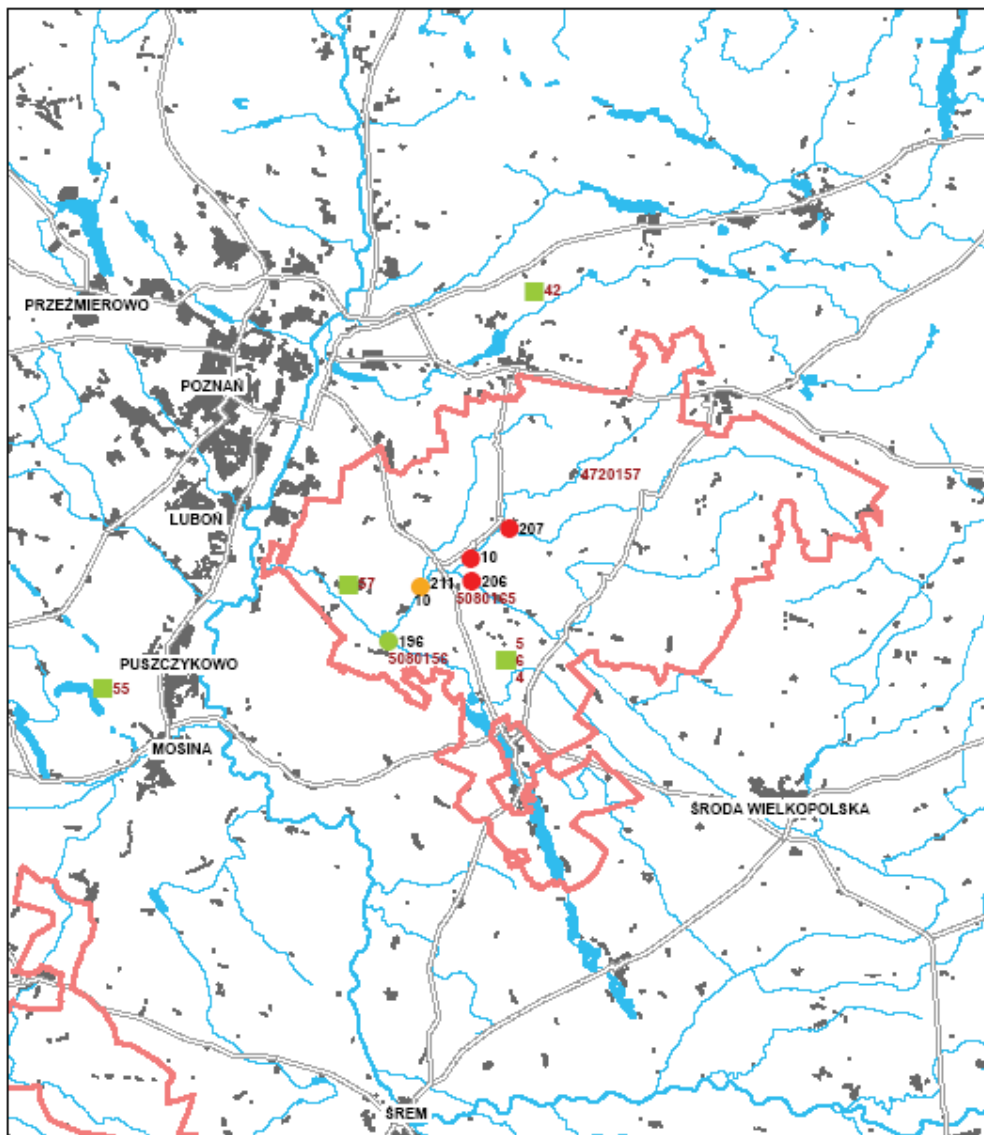 42
PRZEŹMIEROWO
POZNAŃ
4720157
LUBOŃ
207
10
57
211
206
10
5080165
196
5
5080156
6
PUSZCZYKOWO
4
55
MOSINA
ŚRODA WIELKOPOLSKA
ŚREM